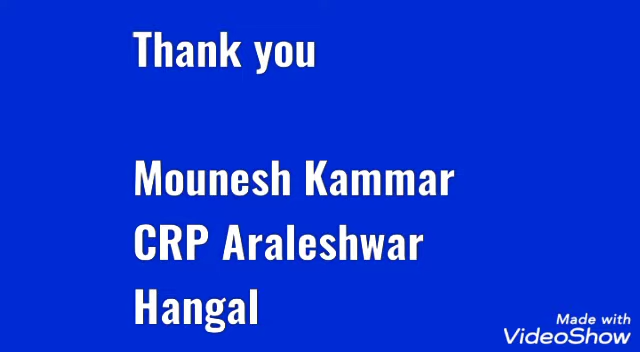 Thank you
Mounesh Kammar
CRP Araleshwar
Hangal
Made with
VideoShow